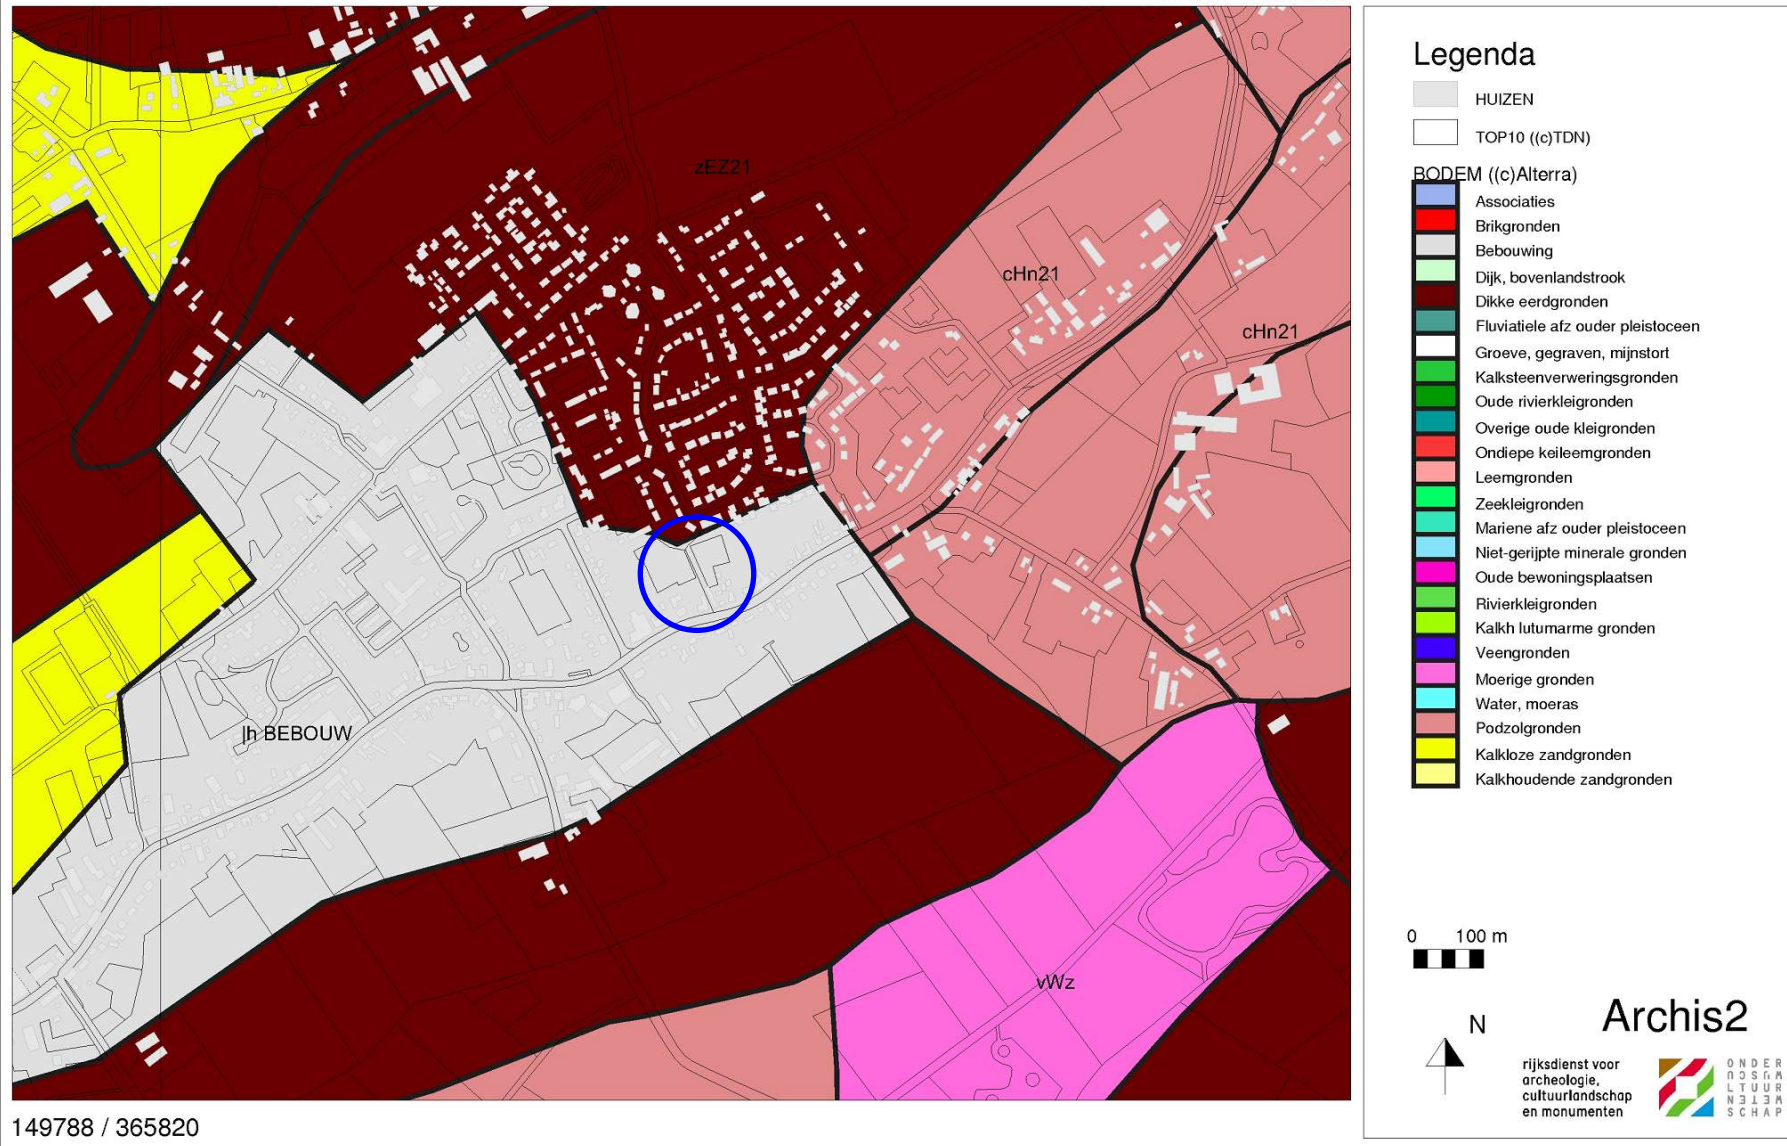 zEZ21
cHn21
cHn21
|h BEBOUW
vWz
149788 / 365820
Legenda
HUIZEN
TOP10 ((c)TDN)
BODEM ((c)Alterra)
Associaties
Brikgronden
Bebouwing
Dijk, bovenlandstrook
Dikke eerdgronden
Fluviatiele afz ouder pleistoceen
Groeve, gegraven, mijnstort
Kalksteenverweringsgronden
Oude rivierkleigronden
Overige oude kleigronden
Ondiepe keileemgronden
Leemgronden
Zeekleigronden
Mariene afz ouder pleistoceen
Niet-gerijpte minerale gronden
Oude bewoningsplaatsen
Rivierkleigronden
Kalkh lutumarme gronden
Veengronden
Moerige gronden
Water, moeras
Podzolgronden
Kalkloze zandgronden
Kalkhoudende zandgronden
0 100 m
N
Archis2
rijksdienst voor
archeologie,
cultuurlandschap
en monumenten
ONDER